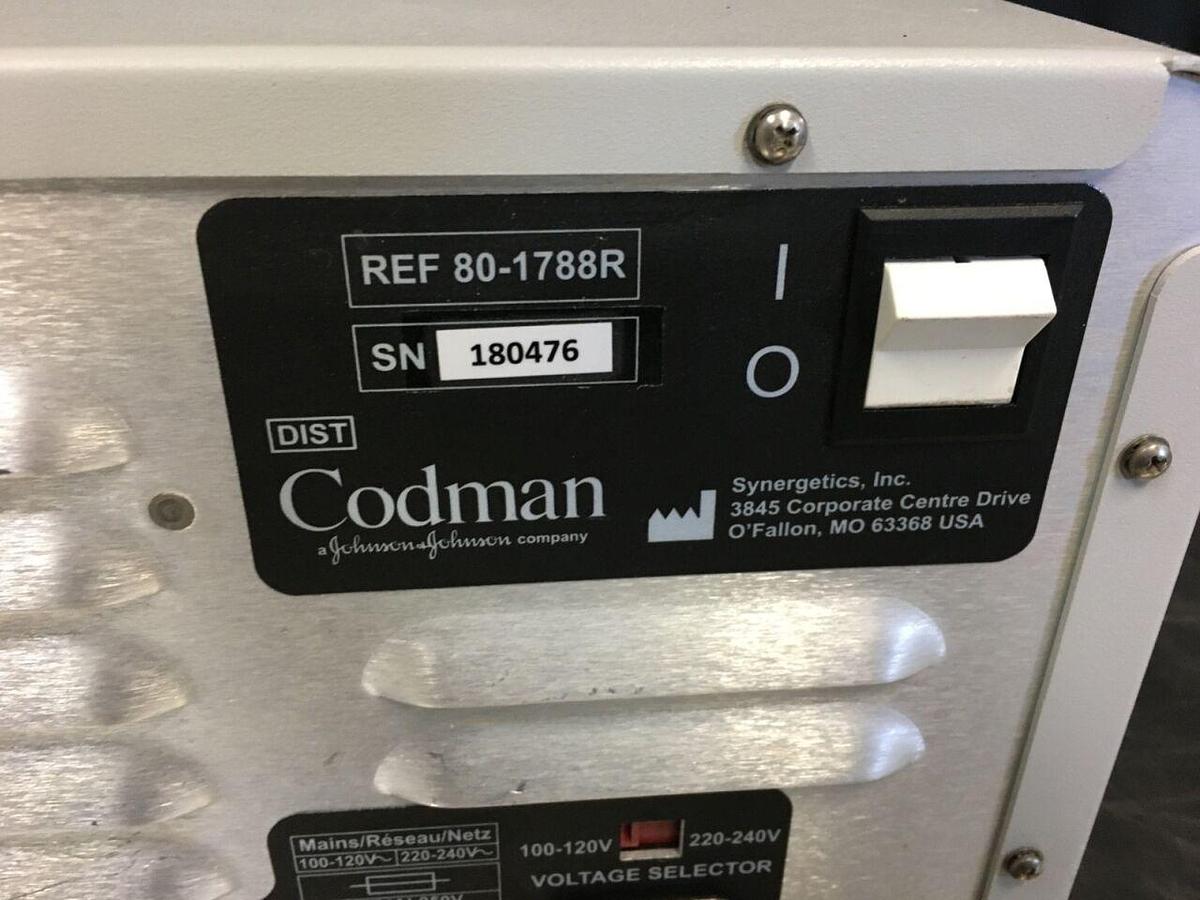 REF 80-1788R
I
SN 180476
O
DIST
Codman
a Johnson & Johnson company
Synergetics, Inc.
3845 Corporate Centre Drive
O'Fallon, MO 63368 USA
Mains/Réseau/Netz
100-120V~ 220-240V~
100-120V 220-240V
VOLTAGE SELECTOR